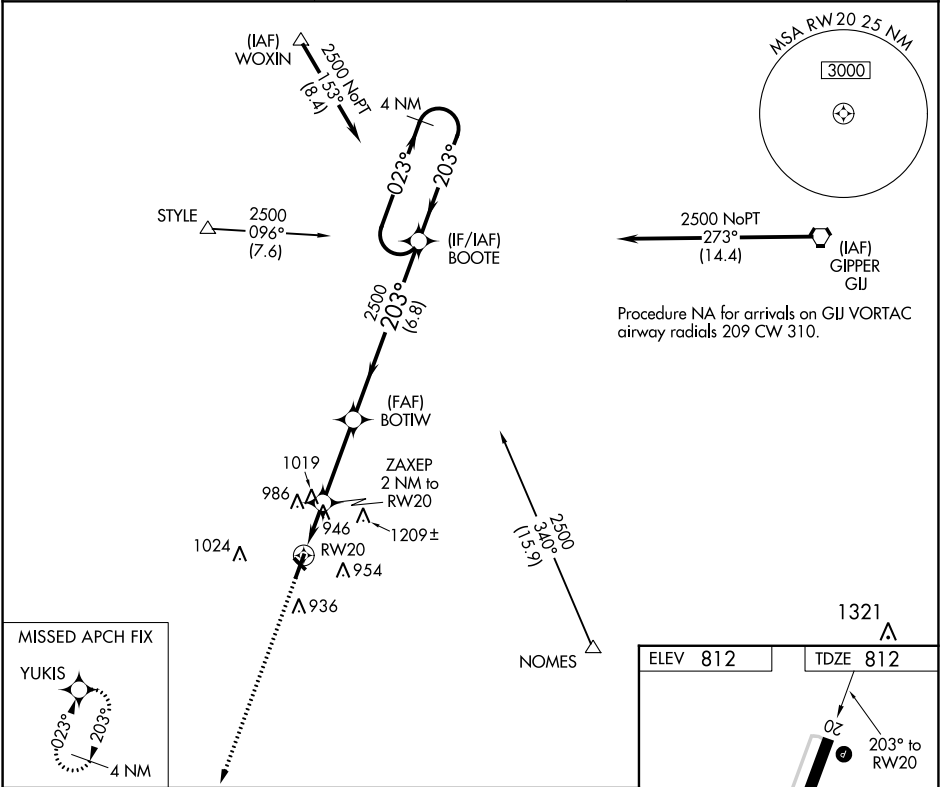 (IAF)
WOXIN
2500 NoPT
153°
(8.4)
4 NM
023°
203°
MSA RW 20 25 NM
3000
STYLE
2500
096°
(7.6)
(IF/IAF)
BOOTE
2500 NoPT
273°
(14.4)
(IAF)
GIPPER
GIJ
Procedure NA for arrivals on GIJ VORTAC
airway radials 209 CW 310.
2500
203°
(6.8)
(FAF)
BOTIW
1019
986
ZAXEP
2 NM to
RW20
946
1209±
1024
RW20
954
936
2500
340°
(15.9)
NOMES
1321
MISSED APCH FIX
YUKIS
023°
203°
4 NM
ELEV 812
TDZE 812
20
P
203° to
RW20